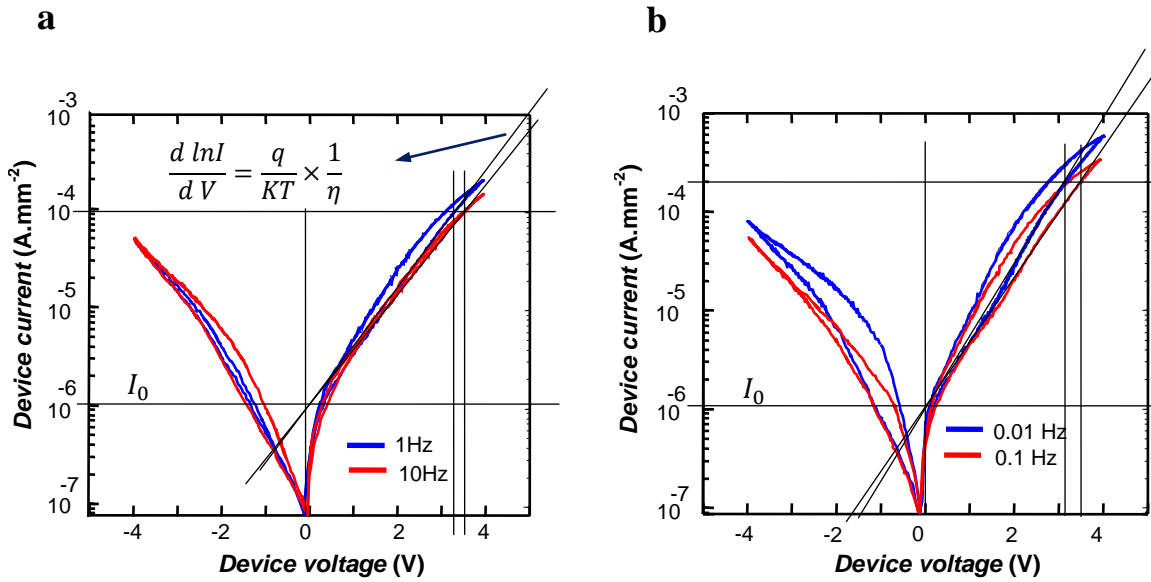 a
b
10^-3
10^-4
10^-5
10^-6
10^-7
Device current (A.mm^-2)
d lnI / d V = q / KT × 1 / η
I_0
1Hz
10Hz
-4 -2 0 2 4
Device voltage (V)
10^-3
10^-4
10^-5
10^-6
10^-7
Device current (A.mm^-2)
I_0
0.01 Hz
0.1 Hz
-4 -2 0 2 4
Device voltage (V)